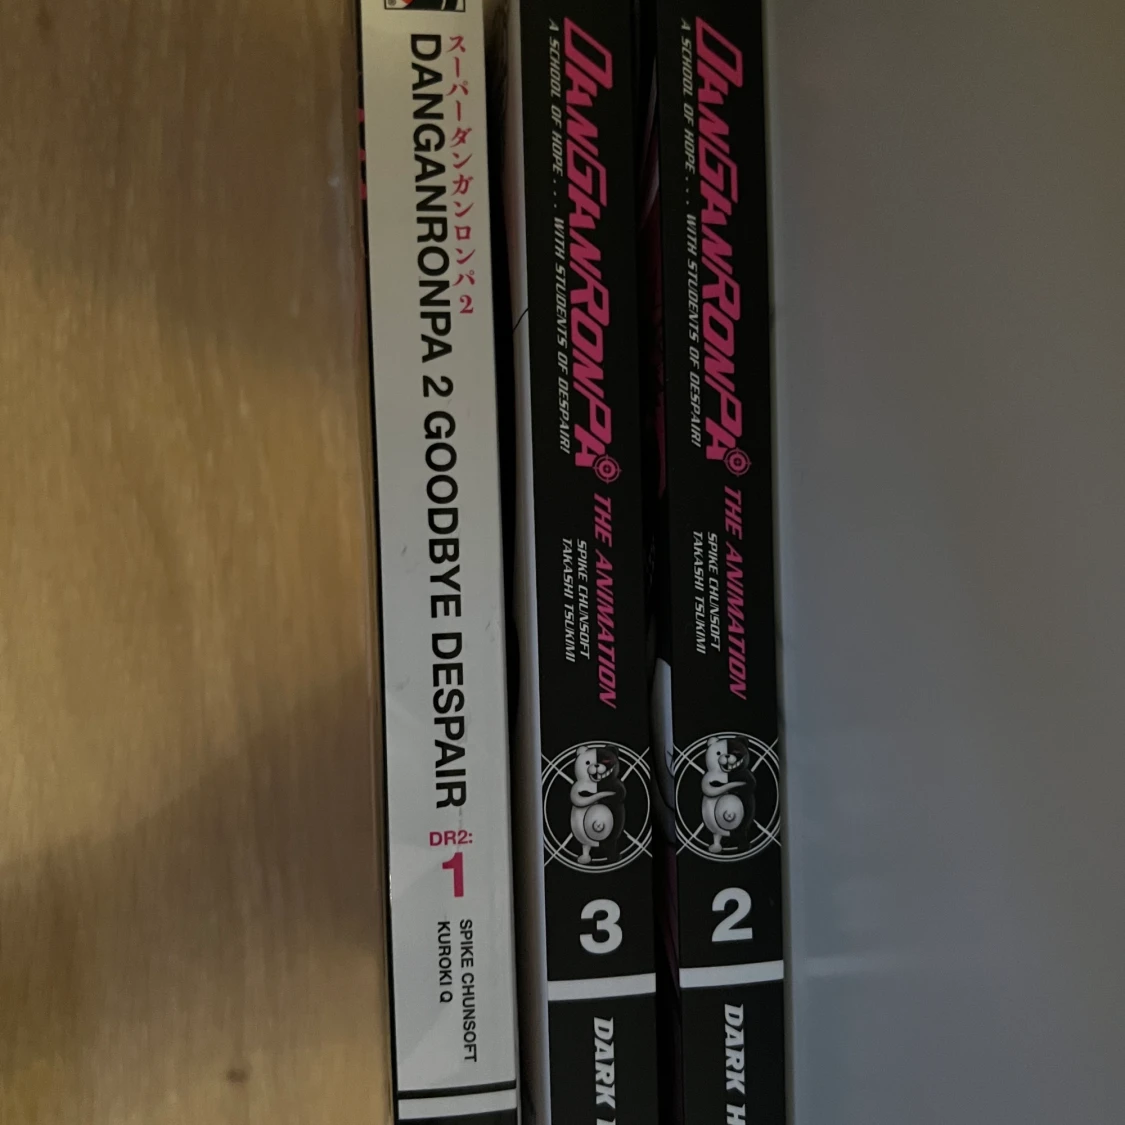 スーパーダンガンロンパ2
DANGANRONPA 2 GOODBYE DESPAIR
DR2:
1
SPIKE CHUNSOFT
KUROKI Q
DANGANRONPA
THE ANIMATION
A SCHOOL OF HOPE... WITH STUDENTS OF DESPAIR!
SPIKE CHUNSOFT
TAKASHI TSUKIMI
3
DARK
DANGANRONPA
THE ANIMATION
A SCHOOL OF HOPE... WITH STUDENTS OF DESPAIR!
SPIKE CHUNSOFT
TAKASHI TSUKIMI
2
DARK H